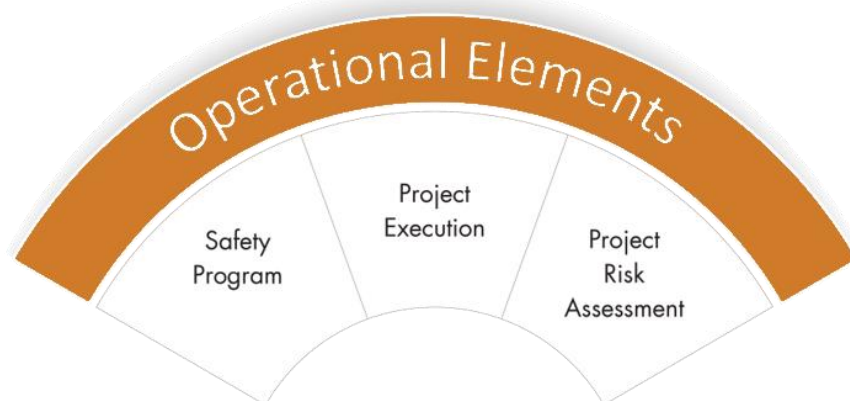 Operational Elements
Safety
Program
Project
Execution
Project
Risk
Assessment